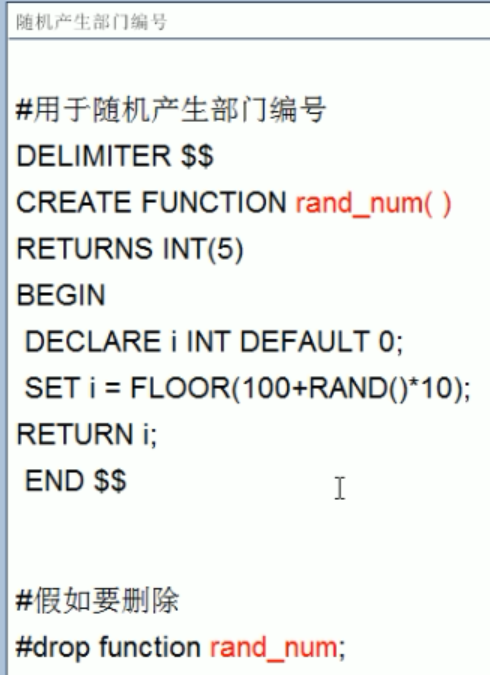 随机产生部门编号
#用于随机产生部门编号
DELIMITER $$
CREATE FUNCTION rand_num( )
RETURNS INT(5)
BEGIN
DECLARE i INT DEFAULT 0;
SET i = FLOOR(100+RAND()*10);
RETURN i;
END $$
#假如要删除
#drop function rand_num;